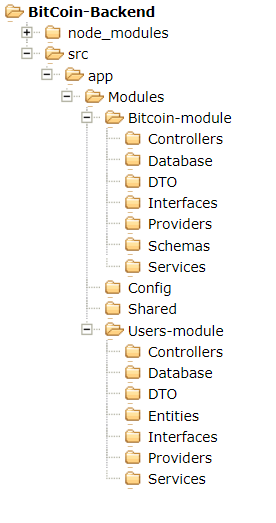 BitCoin-Backend
node_modules
src
app
Modules
Bitcoin-module
Controllers
Database
DTO
Interfaces
Providers
Schemas
Services
Config
Shared
Users-module
Controllers
Database
DTO
Entities
Interfaces
Providers
Services